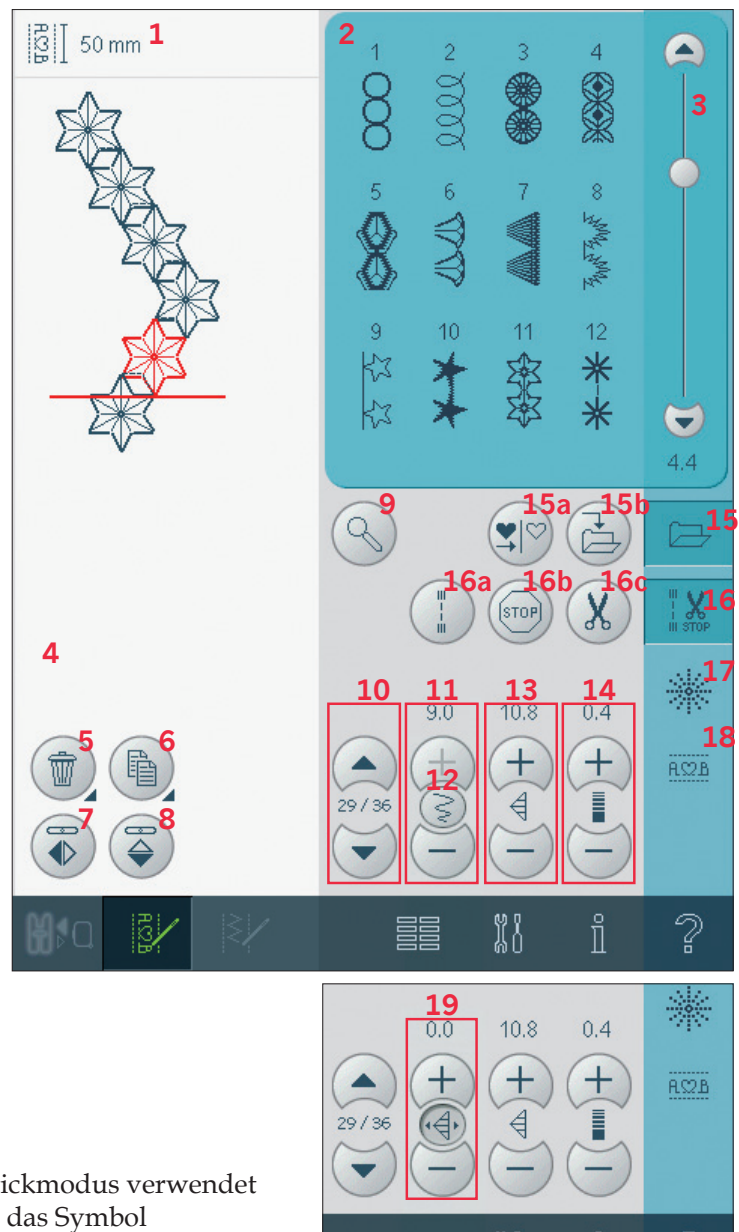 50 mm 1
2
1 2 3 4
3
5 6 7 8
9 10 11 12
4.4
9 15a 15b 15
16a 16b 16c 16
STOP STOP
4
17
10 11 13 14
9.0 10.8 0.4
18
5 6
12
29/36
7 8
A B
i ?
19
0.0 10.8 0.4
A B
29/36
ickmodus verwendet
das Symbol